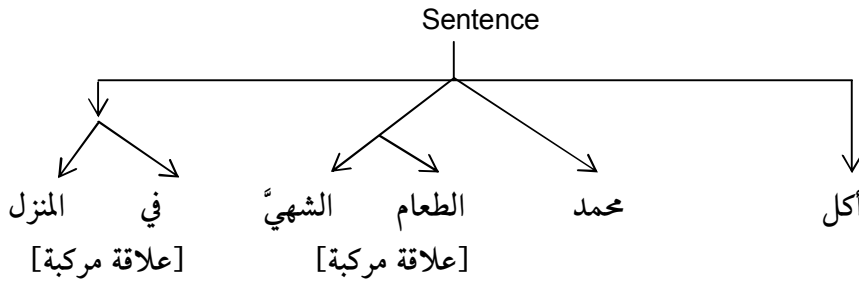 Sentence
أكل محمد الطعام الشهيَّ في المنزل
[علاقة مركبة] [علاقة مركبة]